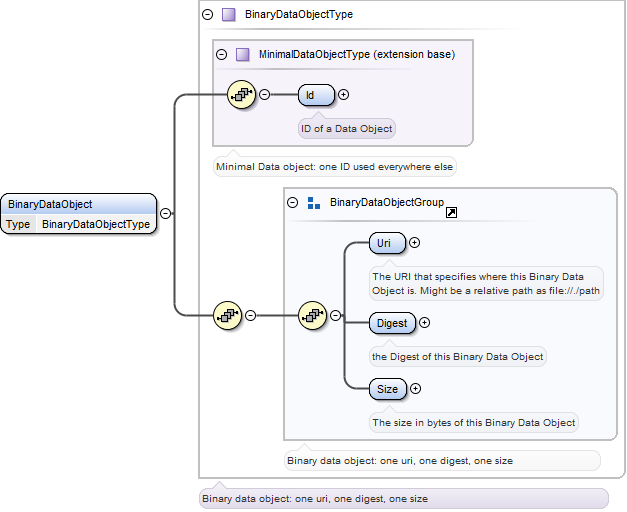 BinaryDataObjectType
MinimalDataObjectType (extension base)
Id
ID of a Data Object
Minimal Data object: one ID used everywhere else
BinaryDataObject
Type BinaryDataObjectType
BinaryDataObjectGroup
Uri
The URI that specifies where this Binary Data
Object is. Might be a relative path as file://./path
Digest
the Digest of this Binary Data Object
Size
The size in bytes of this Binary Data Object
Binary data object: one uri, one digest, one size
Binary data object: one uri, one digest, one size